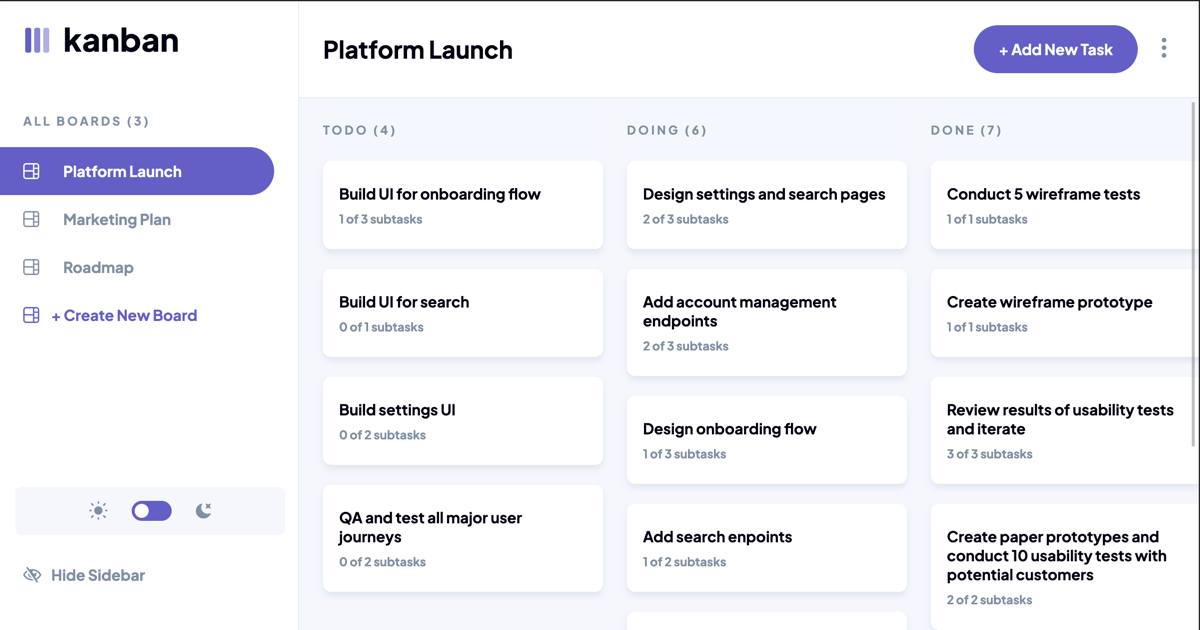 kanban
ALL BOARDS (3)
Platform Launch
Marketing Plan
Roadmap
+ Create New Board
Hide Sidebar
Platform Launch
+ Add New Task
TODO (4)
Build UI for onboarding flow
1 of 3 subtasks
Build UI for search
0 of 1 subtasks
Build settings UI
0 of 2 subtasks
QA and test all major user
journeys
0 of 2 subtasks
DOING (6)
Design settings and search pages
2 of 3 subtasks
Add account management
endpoints
2 of 3 subtasks
Design onboarding flow
1 of 3 subtasks
Add search enpoints
1 of 2 subtasks
DONE (7)
Conduct 5 wireframe tests
1 of 1 subtasks
Create wireframe prototype
1 of 1 subtasks
Review results of usability tests
and iterate
3 of 3 subtasks
Create paper prototypes and
conduct 10 usability tests with
potential customers
2 of 2 subtasks